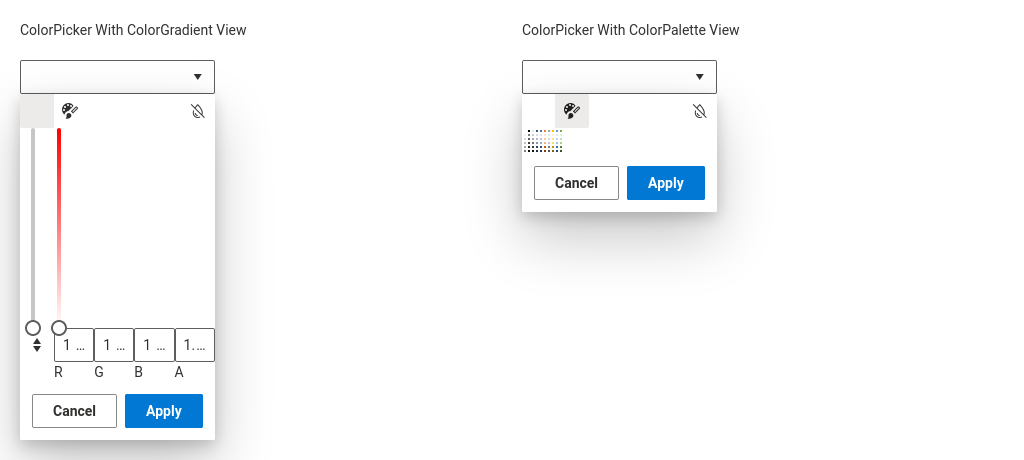 ColorPicker With ColorGradient View
1 ... 1 ... 1 ... 1....
R G B A
Cancel Apply
ColorPicker With ColorPalette View
Cancel Apply